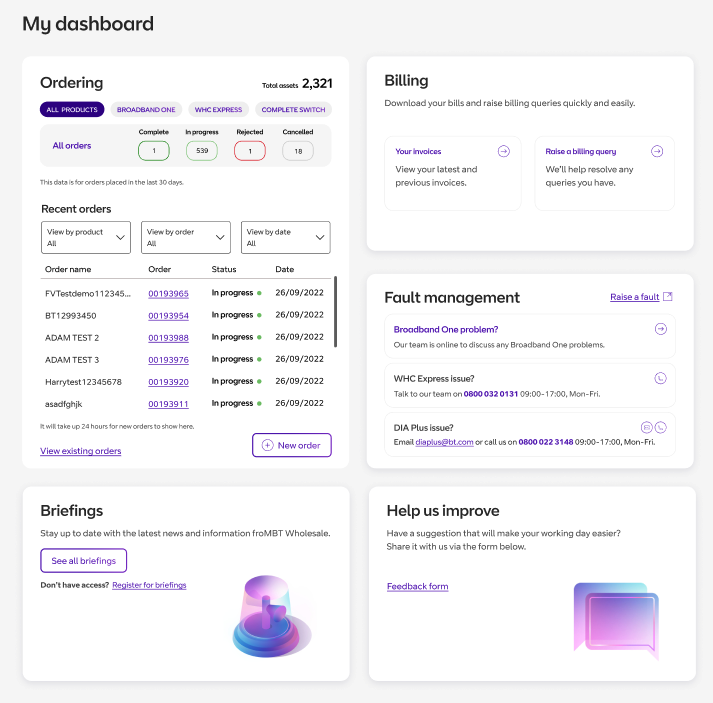 My dashboard
Ordering
Total assets 2,321
ALL PRODUCTS
BROADBAND ONE
WHC EXPRESS
COMPLETE SWITCH
Complete
In progress
Rejected
Cancelled
All orders
1
539
1
18
This data is for orders placed in the last 30 days.
Recent orders
View by product
All
View by order
All
View by date
All
Order name Order Status Date
FVTestdemo112345... 00193965 In progress 26/09/2022
BT12993450 00193954 In progress 26/09/2022
ADAM TEST 2 00193988 In progress 26/09/2022
ADAM TEST 3 00193976 In progress 26/09/2022
Harrytest12345678 00193920 In progress 26/09/2022
asadfghjk 00193911 In progress 26/09/2022
It will take up 24 hours for new orders to show here.
View existing orders
New order
Billing
Download your bills and raise billing queries quickly and easily.
Your invoices
View your latest and
previous invoices.
Raise a billing query
We'll help resolve any
queries you have.
Fault management
Raise a fault
Broadband One problem?
Our team is online to discuss any Broadband One problems.
WHC Express issue?
Talk to our team on 0800 032 0131 09:00-17:00, Mon-Fri.
DIA Plus issue?
Email diaplus@bt.com or call us on 0800 022 3148 09:00-17:00, Mon-Fri.
Briefings
Stay up to date with the latest news and information froMBT Wholesale.
See all briefings
Don't have access? Register for briefings
Help us improve
Have a suggestion that will make your working day easier?
Share it with us via the form below.
Feedback form